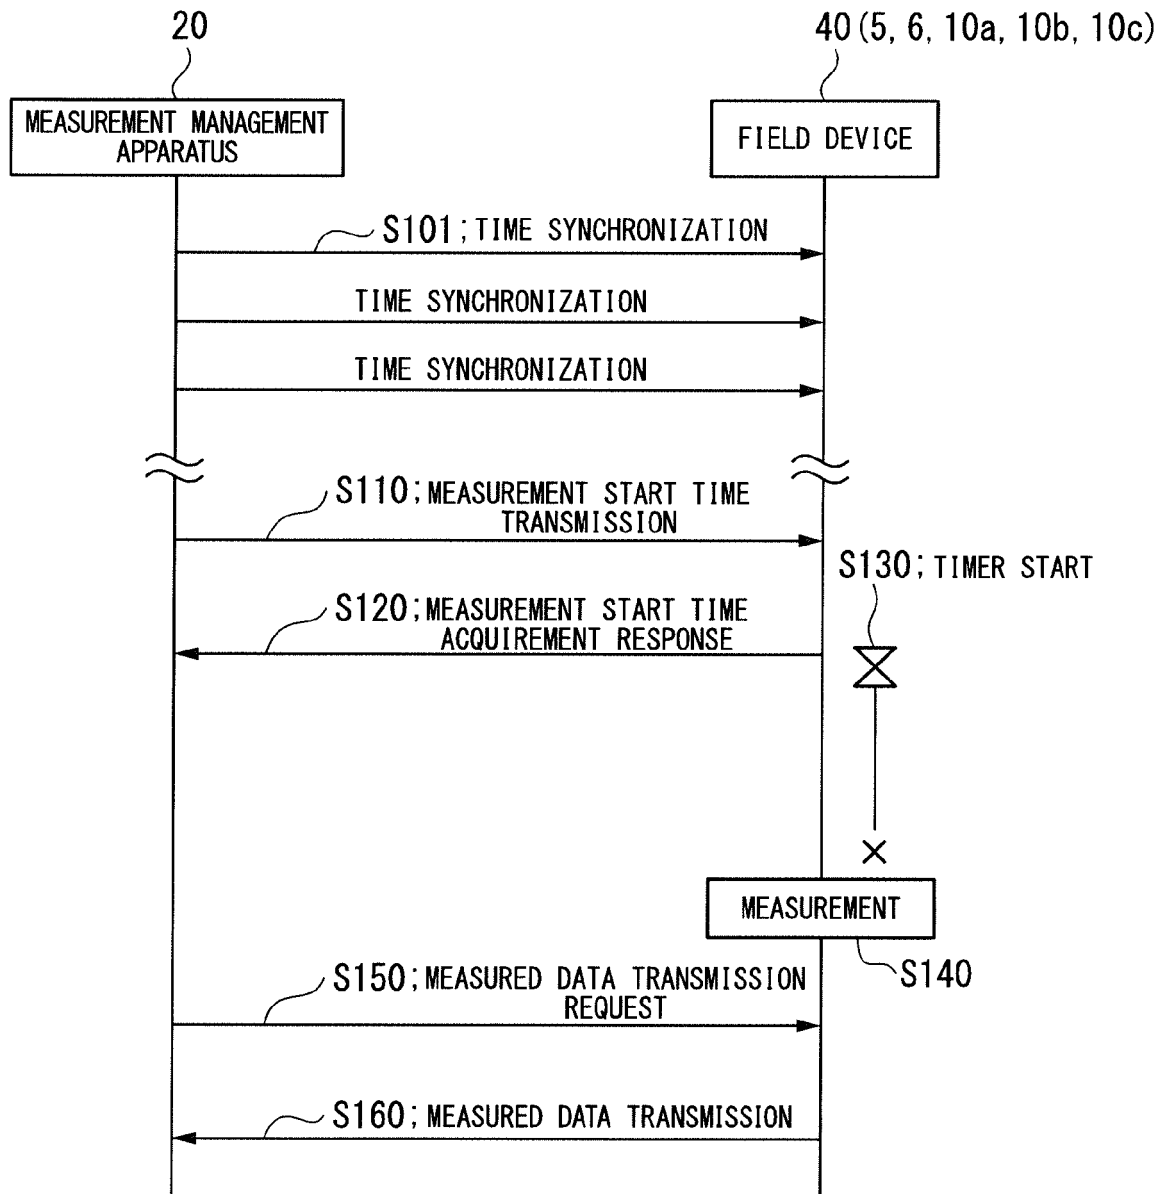 20
40 (5, 6, 10a, 10b, 10c)
MEASUREMENT MANAGEMENT
APPARATUS
FIELD DEVICE
S101; TIME SYNCHRONIZATION
TIME SYNCHRONIZATION
TIME SYNCHRONIZATION
S110; MEASUREMENT START TIME
TRANSMISSION
S130; TIMER START
S120; MEASUREMENT START TIME
ACQUIREMENT RESPONSE
MEASUREMENT
S140
S150; MEASURED DATA TRANSMISSION
REQUEST
S160; MEASURED DATA TRANSMISSION